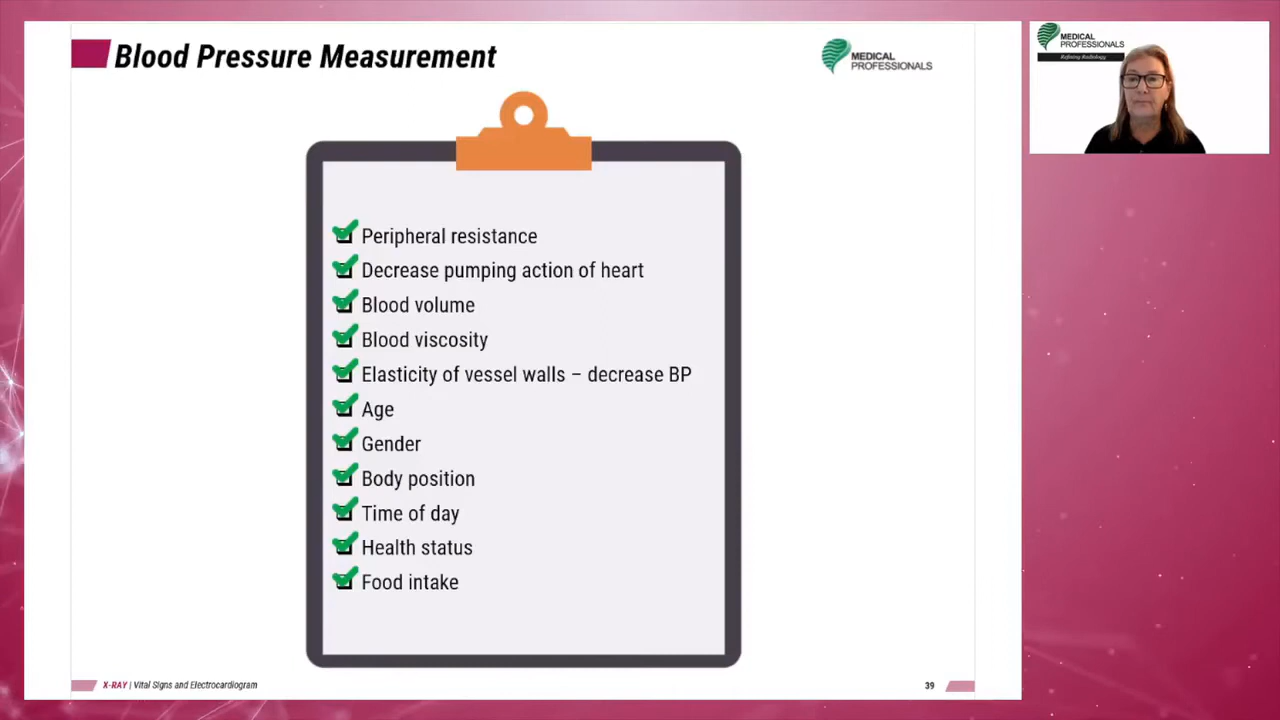 Blood Pressure Measurement
MEDICAL
PROFESSIONALS
MEDICAL
PROFESSIONALS
Refining Radiology
Peripheral resistance
Decrease pumping action of heart
Blood volume
Blood viscosity
Elasticity of vessel walls – decrease BP
Age
Gender
Body position
Time of day
Health status
Food intake
X-RAY | Vital Signs and Electrocardiogram
39